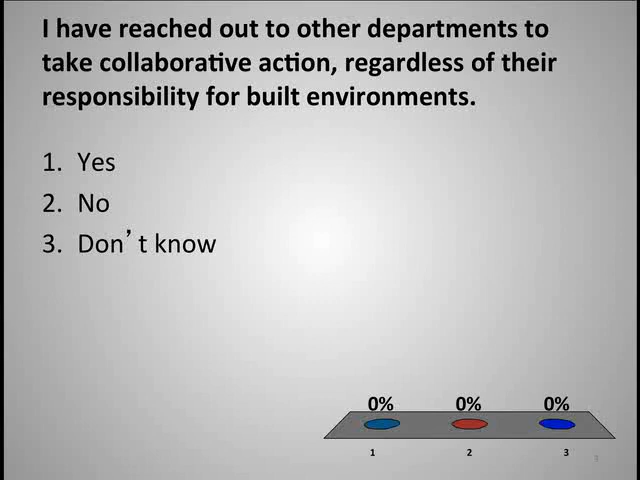 I have reached out to other departments to
take collaborative action, regardless of their
responsibility for built environments.
1. Yes
2. No
3. Don’t know
0% 0% 0%
1 2 3